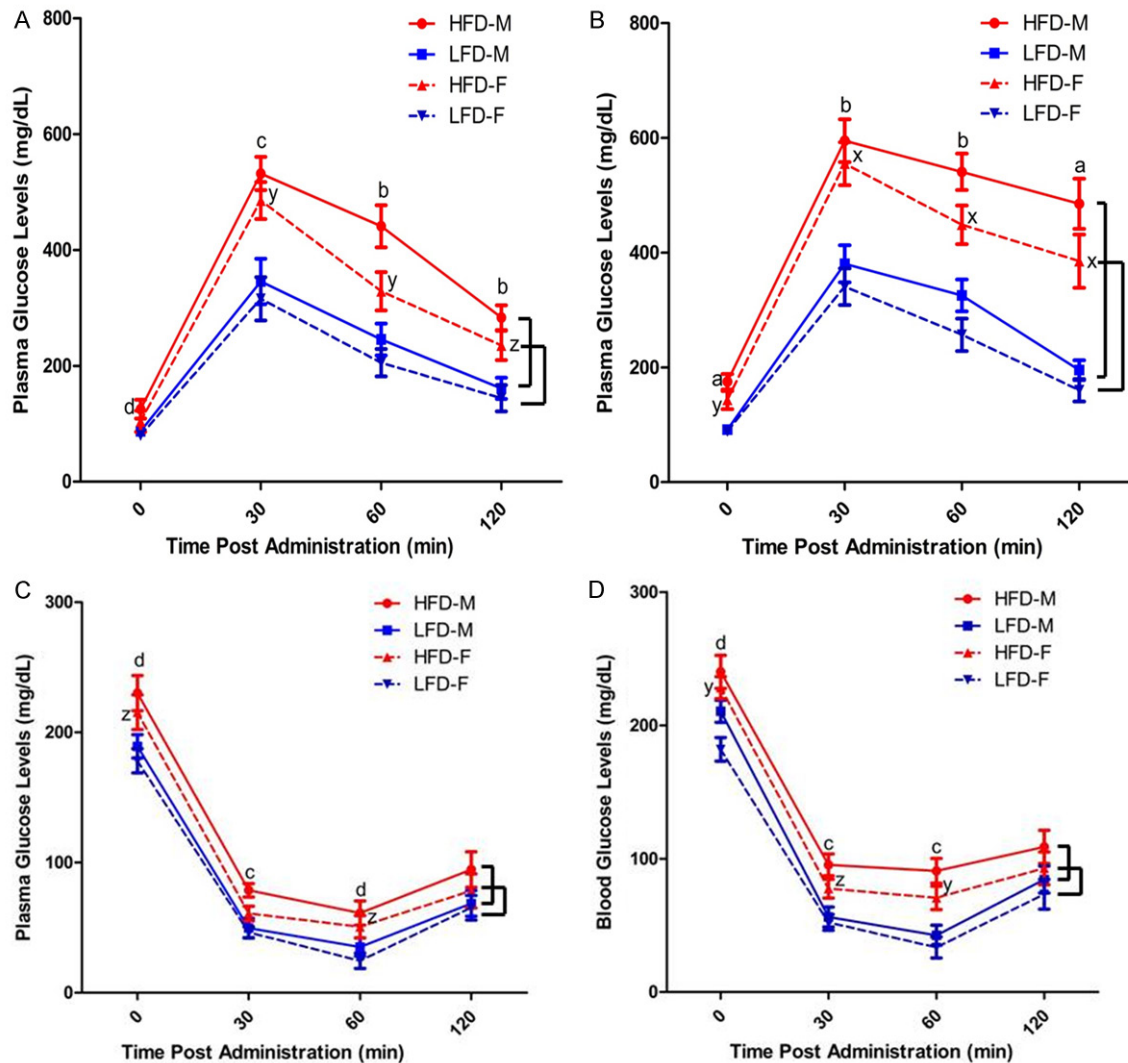 A
Plasma Glucose Levels (mg/dL)
800
600
400
200
0
HFD-M
LFD-M
HFD-F
LFD-F
c
y
b
y
b
z
d
0
30
60
120
Time Post Administration (min)
B
Plasma Glucose Levels (mg/dL)
800
600
400
200
0
HFD-M
LFD-M
HFD-F
LFD-F
b
x
b
x
a
x
a
y
0
30
60
120
Time Post Administration (min)
C
Plasma Glucose Levels (mg/dL)
300
200
100
0
HFD-M
LFD-M
HFD-F
LFD-F
d
z
c
d
z
0
30
60
120
Time Post Administration (min)
D
Blood Glucose Levels (mg/dL)
300
200
100
0
HFD-M
LFD-M
HFD-F
LFD-F
d
y
c
z
c
y
0
30
60
120
Time Post Administration (min)